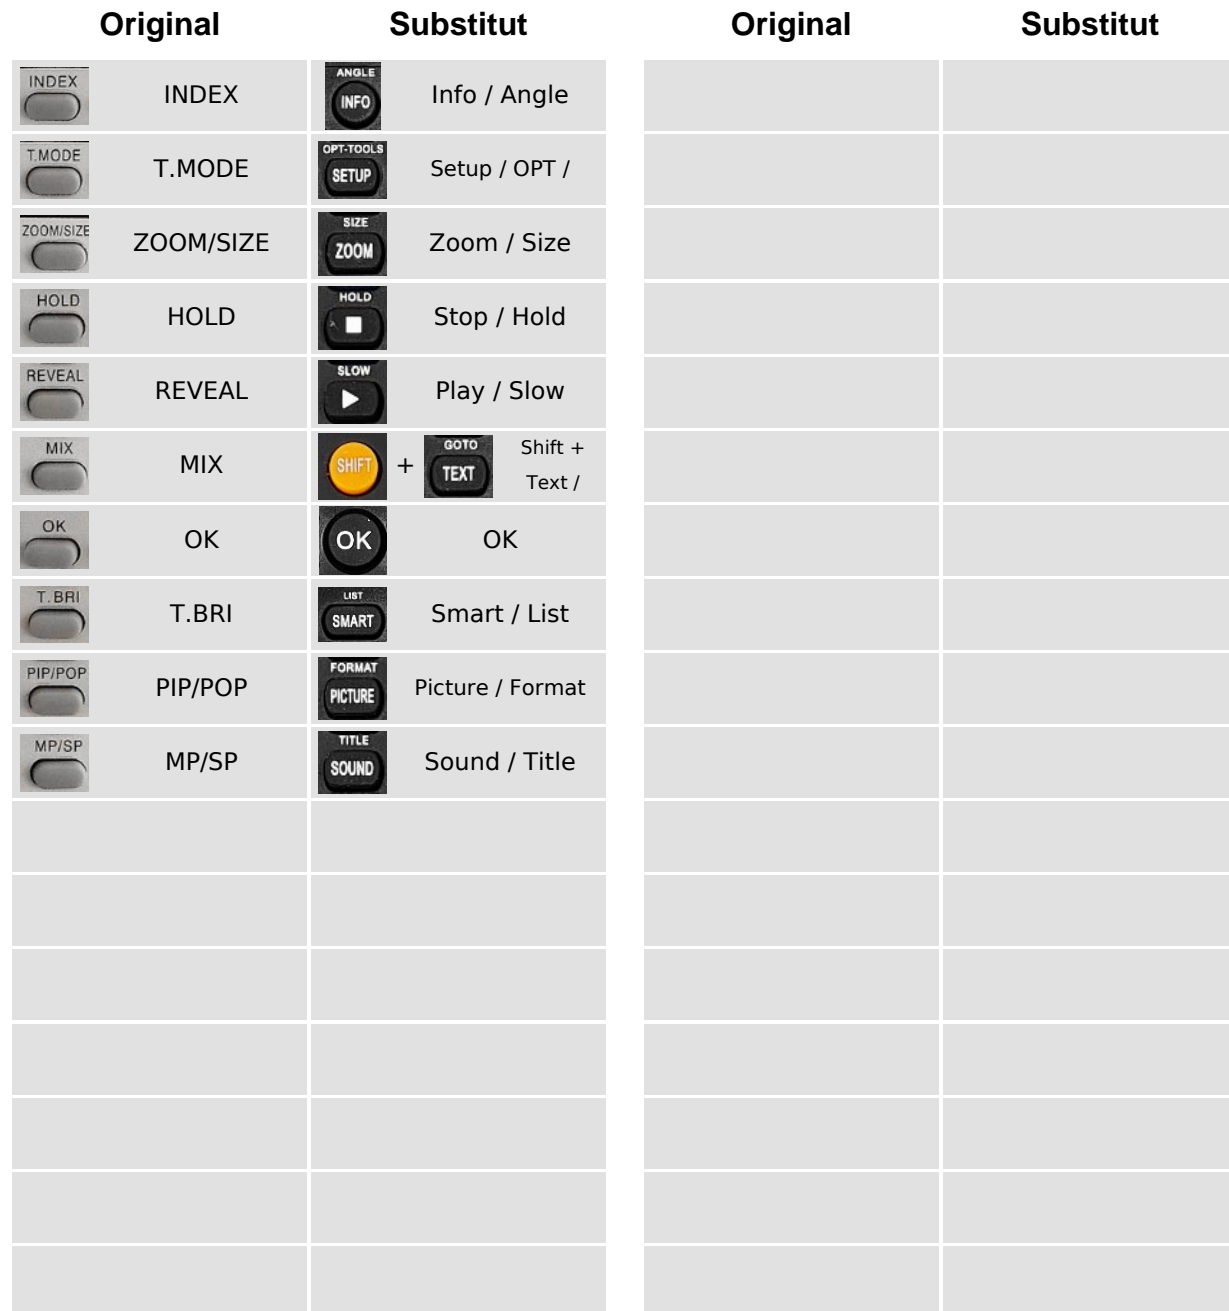 Original Substitut Original Substitut
INDEX INDEX ANGLE INFO Info / Angle
T.MODE T.MODE OPT-TOOLS SETUP Setup / OPT /
ZOOM/SIZE ZOOM/SIZE SIZE ZOOM Zoom / Size
HOLD HOLD HOLD Stop / Hold
REVEAL REVEAL SLOW Play / Slow
MIX MIX SHIFT + GOTO TEXT Shift +
Text /
OK OK OK OK
T.BRI T.BRI LIST SMART Smart / List
PIP/POP PIP/POP FORMAT PICTURE Picture / Format
MP/SP MP/SP TITLE SOUND Sound / Title